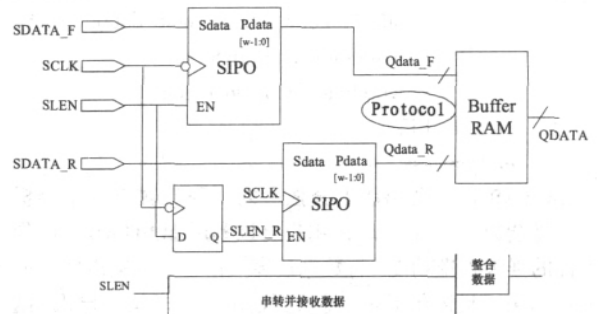 SDATA_F
Sdata Pdata
[w-1:0]
SCLK
SIPO
SLEN
EN
Qdata_F
Protocol
Buffer
RAM
QDATA
SDATA_R
Sdata Pdata
[w-1:0]
Qdata_R
SCLK
SIPO
D Q
SLEN_R
EN
整合
数据
SLEN
串转并接收数据